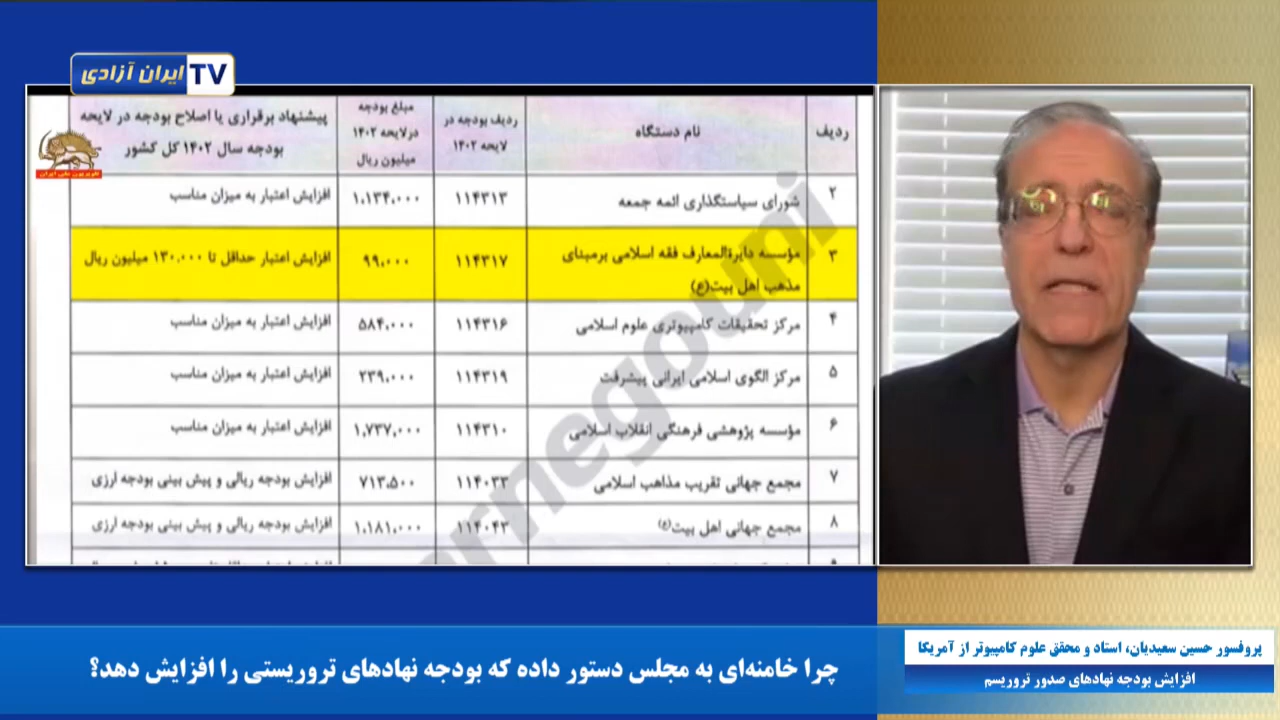 ایران آزادی TV
تلویزیون ملی ایران
ردیف
نام دستگاه
ردیف بودجه در
لایحه ۱۴۰۲
مبلغ بودجه
درلایحه ۱۴۰۲
میلیون ریال
پیشنهاد برقراری یا اصلاح بودجه در لایحه
بودجه سال ۱۴۰۲ کل کشور
۲ شورای سیاستگذاری ائمه جمعه ۱۱۴۳۱۳ ۱،۱۳۴،۰۰۰ افزایش اعتبار به میزان مناسب
۳ مؤسسه دایرةالمعارف فقه اسلامی برمبنای
مذهب اهل بیت(ع) ۱۱۴۳۱۷ ۹۹،۰۰۰ افزایش اعتبار حداقل تا ۱۳۰،۰۰۰ میلیون ریال
۴ مرکز تحقیقات کامپیوتری علوم اسلامی ۱۱۴۳۱۶ ۵۸۴،۰۰۰ افزایش اعتبار به میزان مناسب
۵ مرکز الگوی اسلامی ایرانی پیشرفت ۱۱۴۳۱۹ ۲۳۹،۰۰۰ افزایش اعتبار به میزان مناسب
۶ مؤسسه پژوهشی فرهنگی انقلاب اسلامی ۱۱۴۳۱۰ ۱،۷۳۷،۰۰۰ افزایش اعتبار به میزان مناسب
۷ مجمع جهانی تقریب مذاهب اسلامی ۱۱۴۰۳۳ ۷۱۳،۵۰۰ افزایش بودجه ریالی و پیش بینی بودجه ارزی
۸ مجمع جهانی اهل بیت(ع) ۱۱۴۰۴۳ ۱،۱۸۱،۰۰۰ افزایش بودجه ریالی و پیش بینی بودجه ارزی
ernegouni
پروفسور حسین سعیدیان، استاد و محقق علوم کامپیوتر از آمریکا
افزایش بودجه نهادهای صدور تروریسم
چرا خامنه‌ای به مجلس دستور داده که بودجه نهادهای تروریستی را افزایش دهد؟